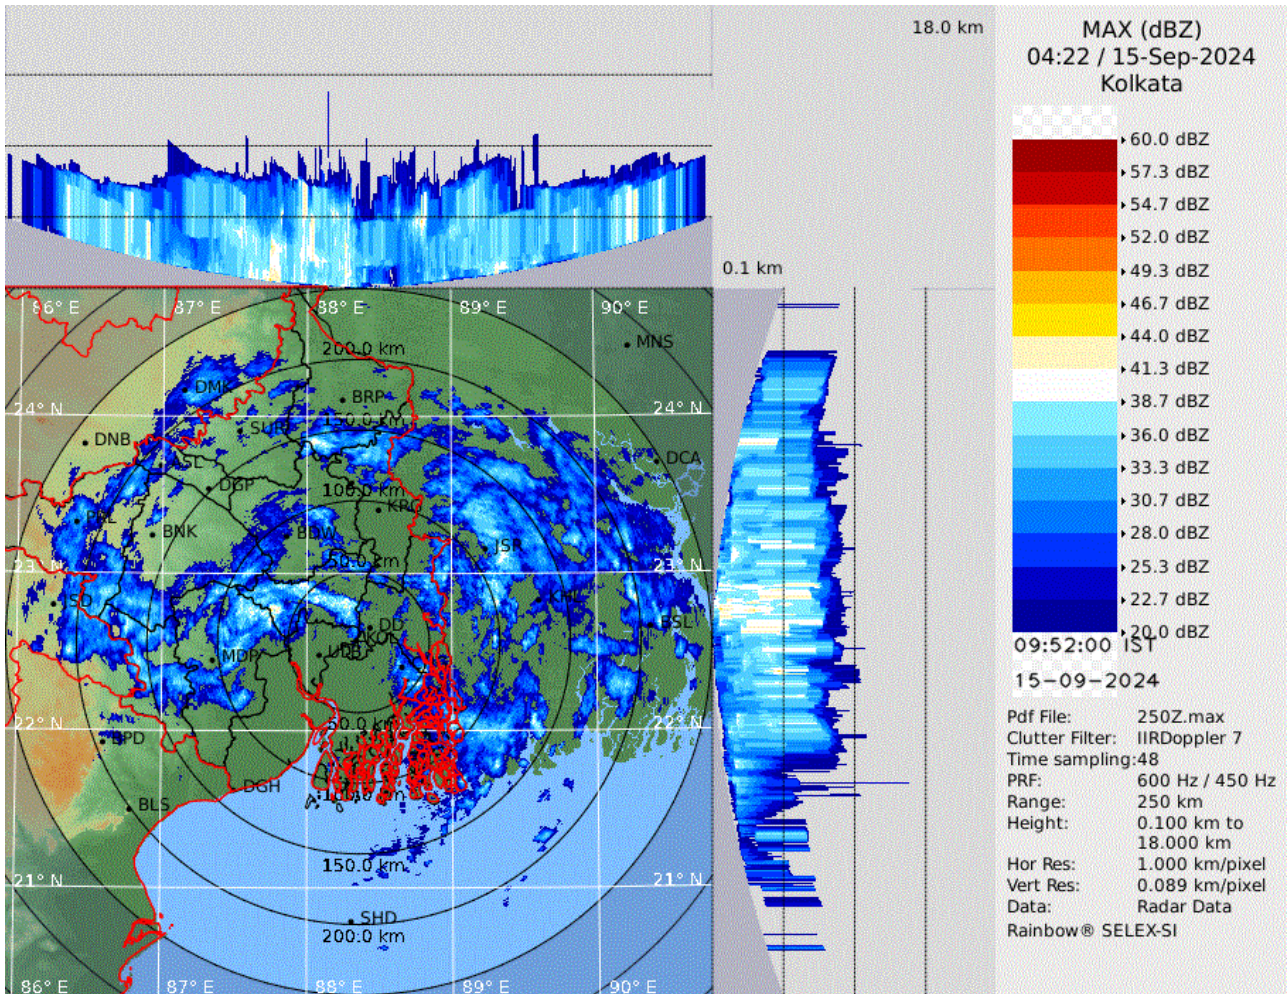 18.0 km
0.1 km
MAX (dBZ)
04:22 / 15-Sep-2024
Kolkata
60.0 dBZ
57.3 dBZ
54.7 dBZ
52.0 dBZ
49.3 dBZ
46.7 dBZ
44.0 dBZ
41.3 dBZ
38.7 dBZ
36.0 dBZ
33.3 dBZ
30.7 dBZ
28.0 dBZ
25.3 dBZ
22.7 dBZ
20.0 dBZ
09:52:00 IST
15-09-2024
Pdf File: 250Z.max
Clutter Filter: IIRDoppler 7
Time sampling:48
PRF: 600 Hz / 450 Hz
Range: 250 km
Height: 0.100 km to
18.000 km
Hor Res: 1.000 km/pixel
Vert Res: 0.089 km/pixel
Data: Radar Data
Rainbow® SELEX-SI
86° E 87° E 88° E 89° E 90° E
MNS
200.0 km
DMK
BRP
24° N 24° N
150.0 km
DNB
DCA
DGP
100.0 km
KRG
BNK
BDW
JSR
50.0 km
23° N 23° N
BSL
DD
KOL
MDP
22° N 22° N
50.0 km
BPD
DGH
100.0 km
BLS
150.0 km
21° N 21° N
SHD
200.0 km
86° E 87° E 88° E 89° E 90° E